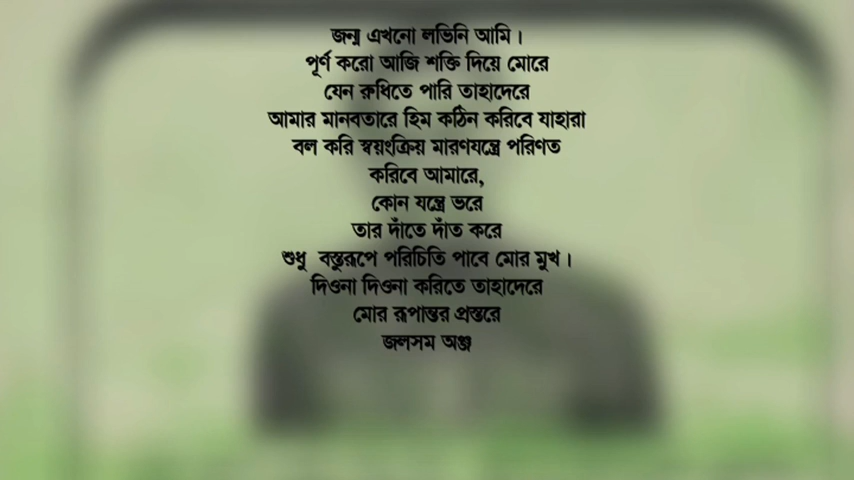 জন্ম এখনো লভিনি আমি।
পূর্ণ করো আজি শক্তি দিয়ে মোরে
যেন রুধিতে পারি তাহাদেরে
আমার মানবতারে হিম কঠিন করিবে যাহারা
বল করি স্বয়ংক্রিয় মারণযন্ত্রে পরিণত
করিবে আমারে,
কোন যন্ত্রে ভরে
তার দাঁতে দাঁত করে
শুধু বস্তুরূপে পরিচিতি পাবে মোর মুখ।
দিওনা দিওনা করিতে তাহাদেরে
মোর রূপান্তর প্রস্তরে
জলসম অঞ্জ